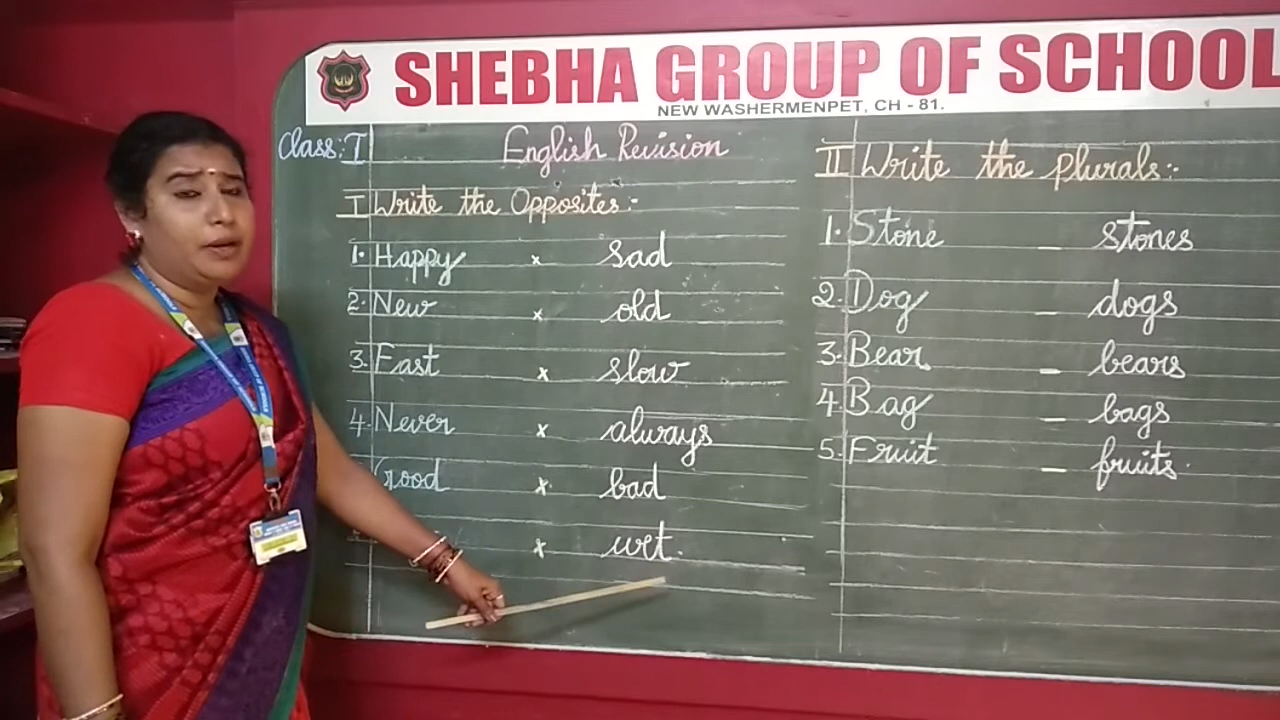 SHEBHA GROUP OF SCHOOL
NEW WASHERMENPET, CH - 81.
Class: I
English Revision
I Write the Opposites:-
1. Happy × sad
2. New × old
3. Fast × slow
4. Never × always
Good × bad
× wet.
II Write the plurals:-
1. Stone - stones
2. Dog - dogs
3. Bear - bears
4. Bag - bags
5. Fruit - fruits.